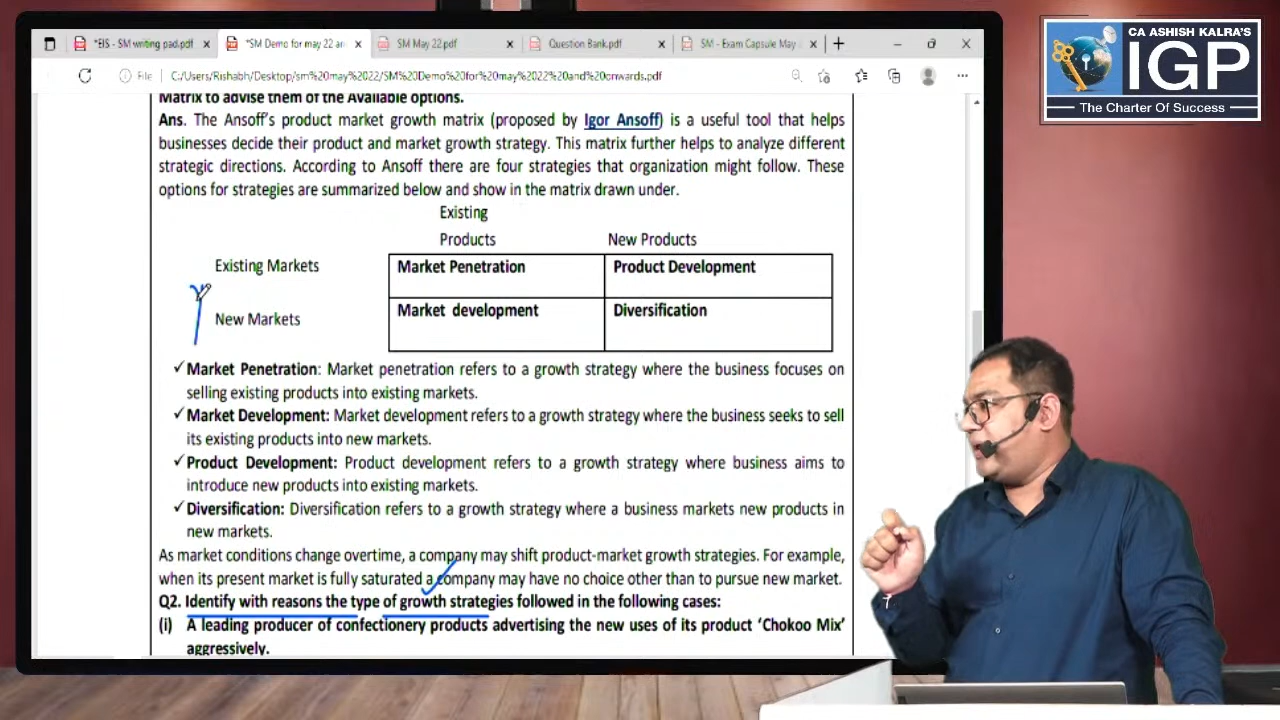 *EIS - SM writing pad.pdf
*SM Demo for may 22 an
SM May 22.pdf
Question Bank.pdf
SM - Exam Capsule May
File
C:/Users/Rishabh/Desktop/sm%20may%2022/SM%20Demo%20for%20may%2022%20and%20onwards.pdf
CA ASHISH KALRA'S
IGP
The Charter Of Success
Matrix to advise them of the Available options.
Ans. The Ansoff's product market growth matrix (proposed by Igor Ansoff) is a useful tool that helps
businesses decide their product and market growth strategy. This matrix further helps to analyze different
strategic directions. According to Ansoff there are four strategies that organization might follow. These
options for strategies are summarized below and show in the matrix drawn under.
Existing
Products New Products
Existing Markets Market Penetration Product Development
New Markets Market development Diversification
✓Market Penetration: Market penetration refers to a growth strategy where the business focuses on
selling existing products into existing markets.
✓Market Development: Market development refers to a growth strategy where the business seeks to sell
its existing products into new markets.
✓Product Development: Product development refers to a growth strategy where business aims to
introduce new products into existing markets.
✓Diversification: Diversification refers to a growth strategy where a business markets new products in
new markets.
As market conditions change overtime, a company may shift product-market growth strategies. For example,
when its present market is fully saturated a company may have no choice other than to pursue new market.
Q2. Identify with reasons the type of growth strategies followed in the following cases:
(i) A leading producer of confectionery products advertising the new uses of its product 'Chokoo Mix'
aggressively.